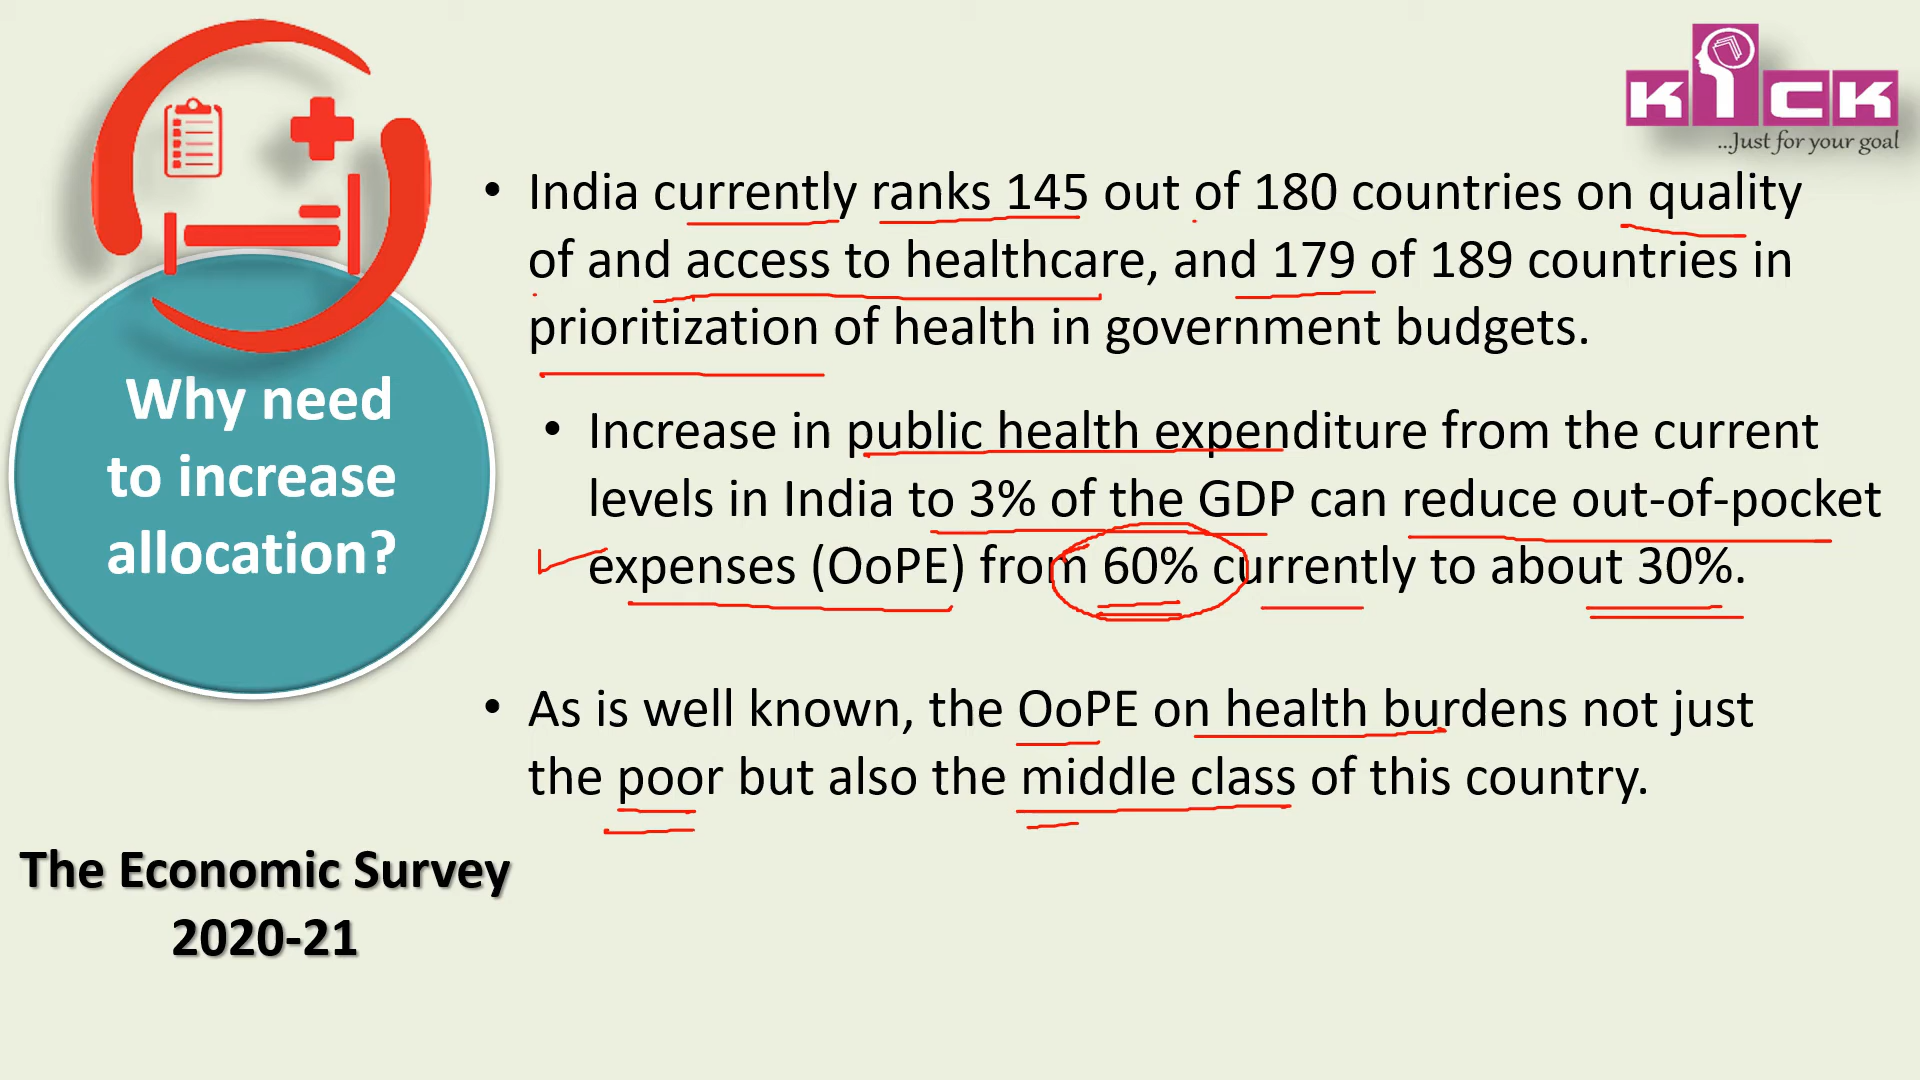 KICK
...Just for your goal
• India currently ranks 145 out of 180 countries on quality
of and access to healthcare, and 179 of 189 countries in
prioritization of health in government budgets.
• Increase in public health expenditure from the current
levels in India to 3% of the GDP can reduce out-of-pocket
expenses (OoPE) from 60% currently to about 30%.
• As is well known, the OoPE on health burdens not just
the poor but also the middle class of this country.
Why need
to increase
allocation?
The Economic Survey
2020-21